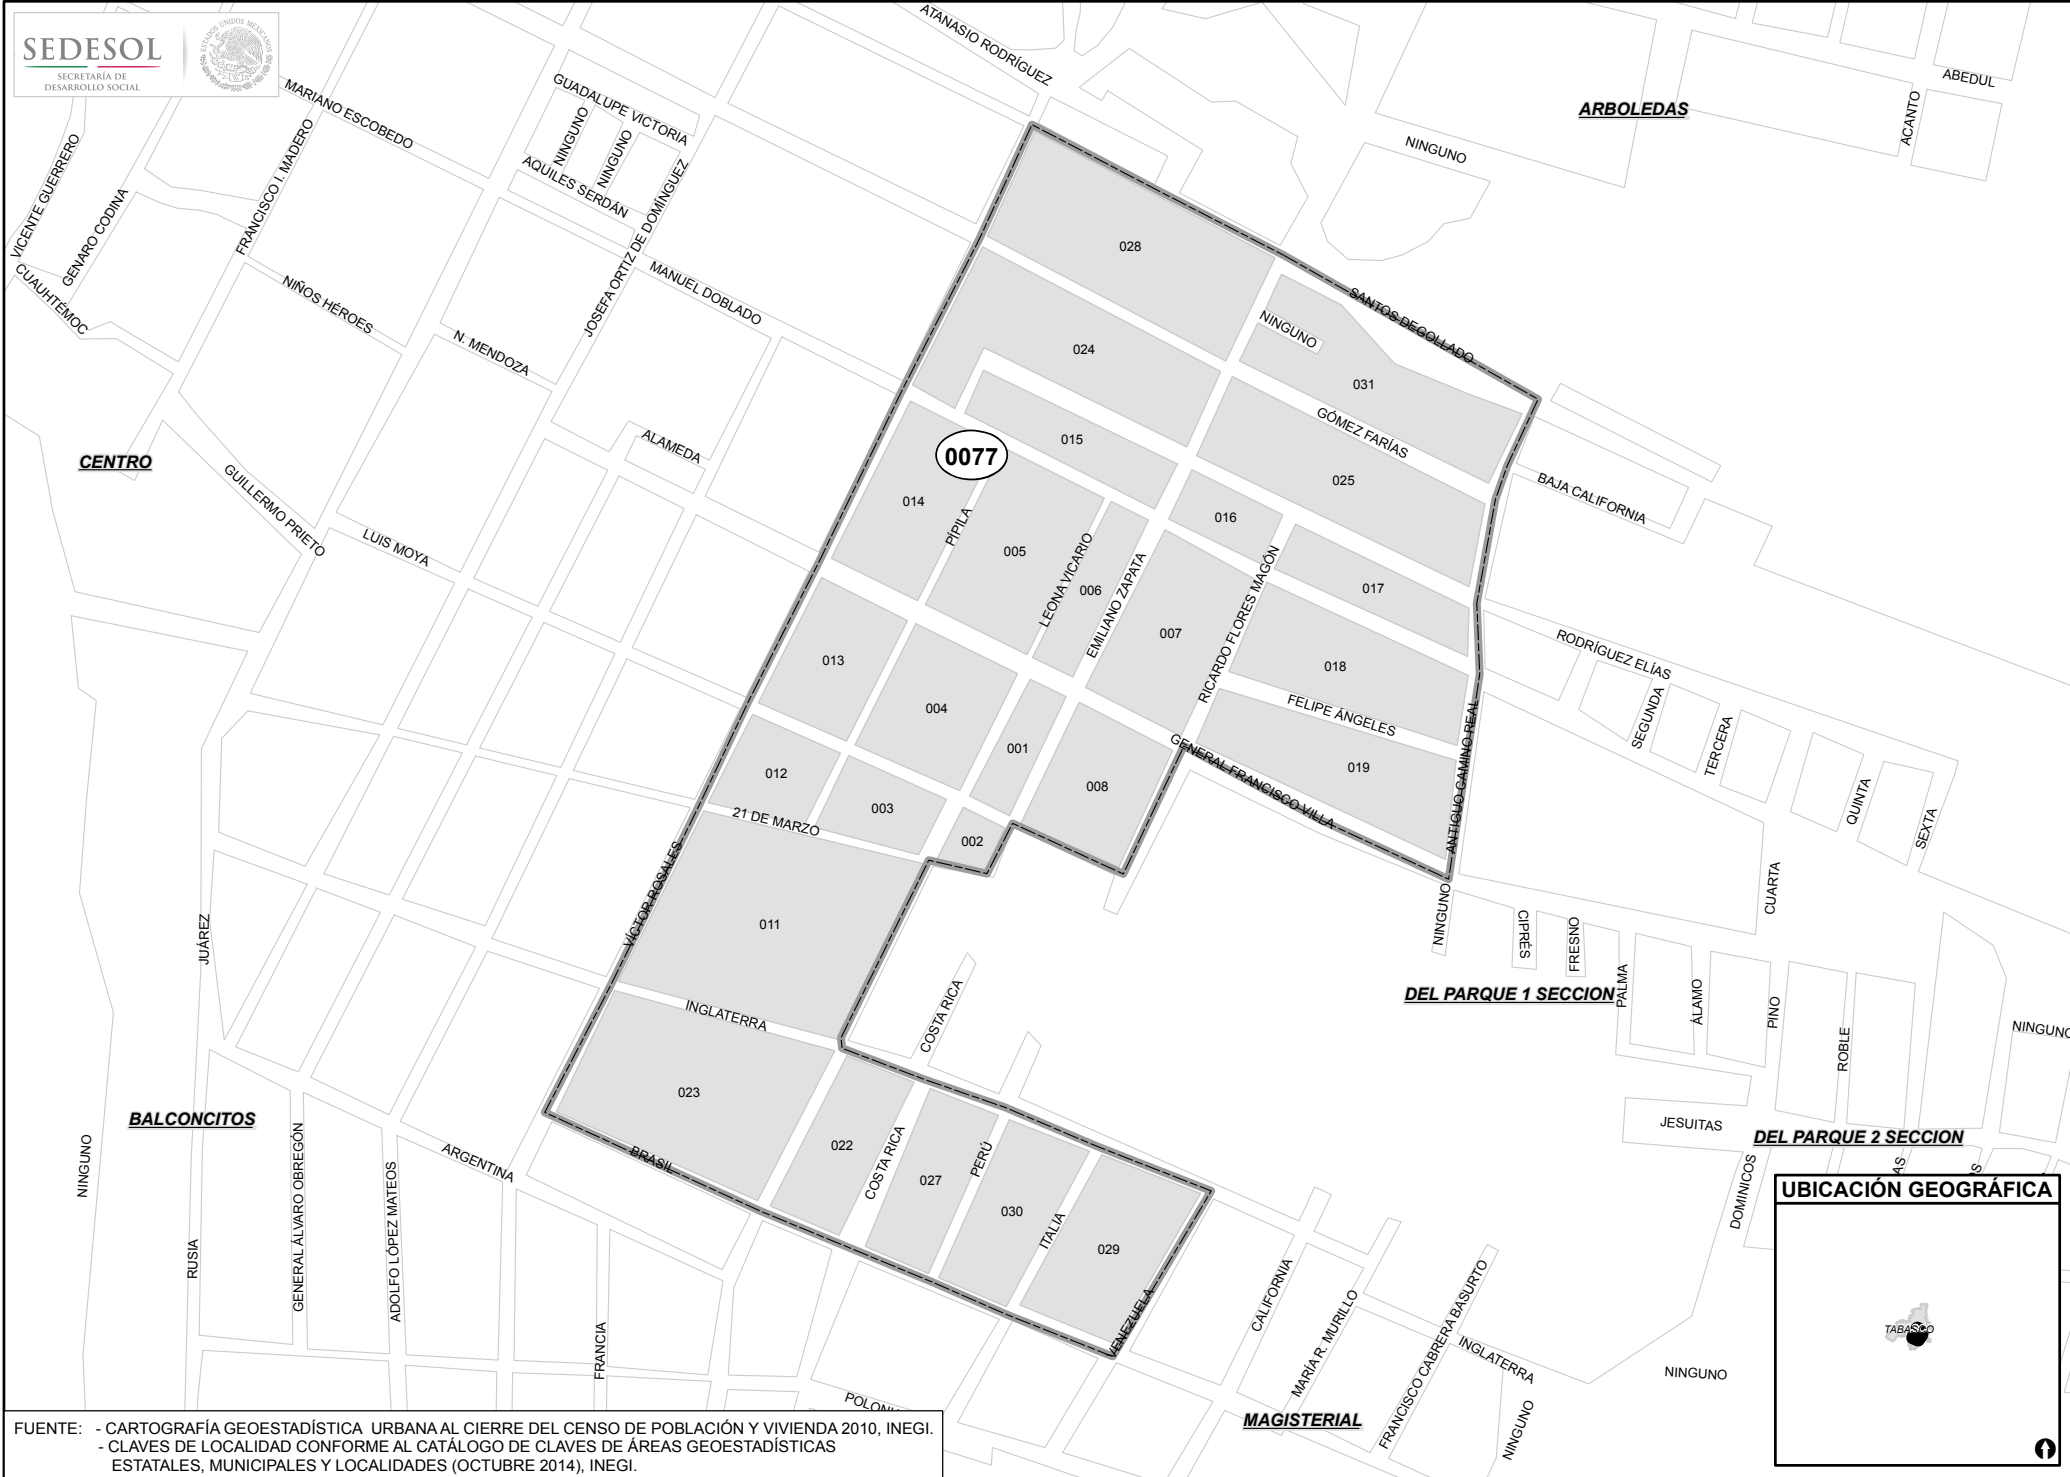 SEDESOL
SECRETARÍA DE
DESARROLLO SOCIAL
ESTADOS UNIDOS MEXICANOS
ATANASIO RODRÍGUEZ
ABEDUL
ACANTO
ARBOLEDAS
NINGUNO
MARIANO ESCOBEDO
GUADALUPE VICTORIA
NINGUNO
NINGUNO
AQUILES SERDÁN
VICENTE GUERRERO
GENARO CODINA
FRANCISCO I. MADERO
CUAUHTÉMOC
NIÑOS HÉROES
JOSEFA ORTIZ DE DOMÍNGUEZ
MANUEL DOBLADO
N. MENDOZA
028
SANTOS DEGOLLADO
NINGUNO
024
031
GÓMEZ FARÍAS
015
025
ALAMEDA
CENTRO
0077
GUILLERMO PRIETO
LUIS MOYA
014
PÍPILA
005
LEONA VICARIO
006
EMILIANO ZAPATA
016
BAJA CALIFORNIA
RICARDO FLORES MAGÓN
017
007
018
RODRÍGUEZ ELÍAS
013
004
FELIPE ÁNGELES
SEGUNDA
TERCERA
QUINTA
SEXTA
001
GENERAL FRANCISCO VILLA
019
ANTIGUO CAMINO REAL
012
008
003
21 DE MARZO
002
CUARTA
VÍCTOR ROSALES
011
JUÁREZ
NINGUNO
CIPRÉS
FRESNO
PALMA
ÁLAMO
PINO
ROBLE
NINGUNO
DEL PARQUE 1 SECCION
COSTA RICA
INGLATERRA
023
BALCONCITOS
NINGUNO
RUSIA
GENERAL ÁLVARO OBREGÓN
ADOLFO LÓPEZ MATEOS
ARGENTINA
BRASIL
022
COSTA RICA
027
PERÚ
030
ITALIA
029
VENEZUELA
JESUITAS
DEL PARQUE 2 SECCION
DOMINICOS
FRANCIA
CALIFORNIA
MARÍA R. MURILLO
FRANCISCO CABRERA BASURTO
INGLATERRA
NINGUNO
NINGUNO
MAGISTERIAL
UBICACIÓN GEOGRÁFICA
TABASCO
FUENTE: - CARTOGRAFÍA GEOESTADÍSTICA URBANA AL CIERRE DEL CENSO DE POBLACIÓN Y VIVIENDA 2010, INEGI.
- CLAVES DE LOCALIDAD CONFORME AL CATÁLOGO DE CLAVES DE ÁREAS GEOESTADÍSTICAS
ESTATALES, MUNICIPALES Y LOCALIDADES (OCTUBRE 2014), INEGI.